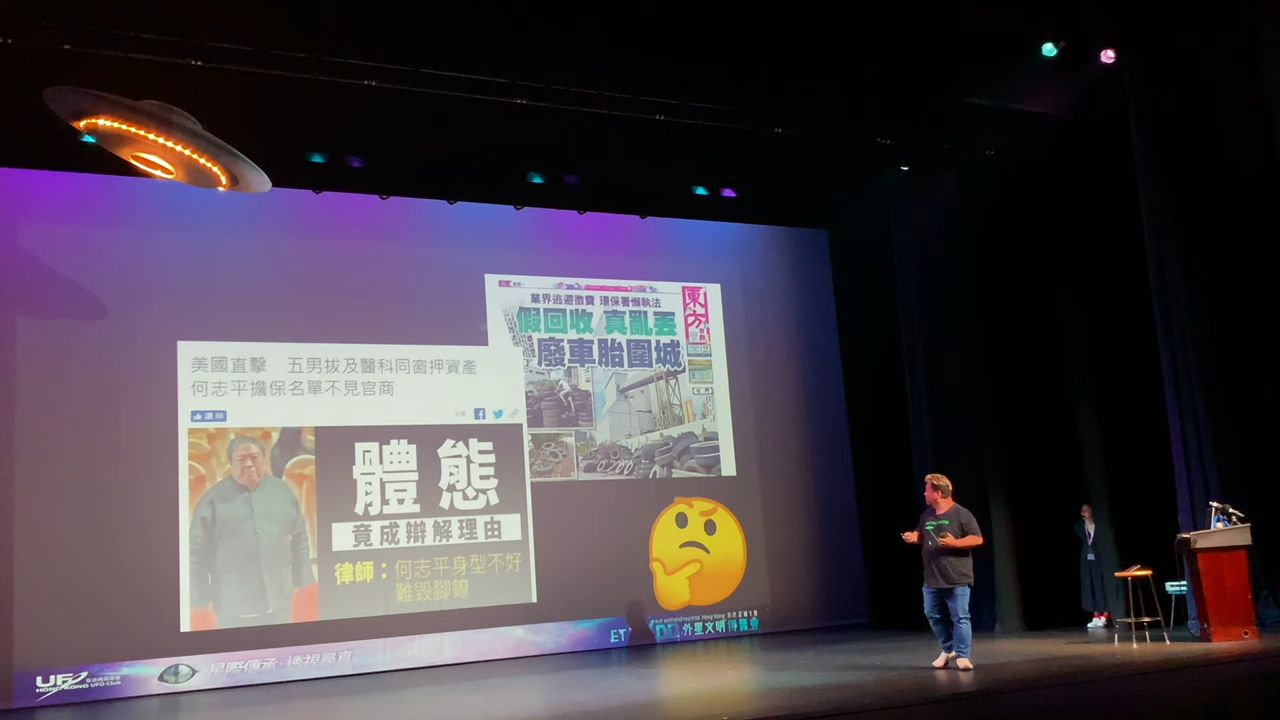 業界逃避徵費 環保署懶執法
假回收 真亂丟
廢車胎圍城
東方
美國直擊 五男拔及醫科同窗押資產
何志平擔保名單不見官商
體態
竟成辯解理由
律師：何志平身型不好
難毀腳鐐
UFO
HONG KONG UFO Club
星際傳承·透視尋真
ET
外星文明博覽會